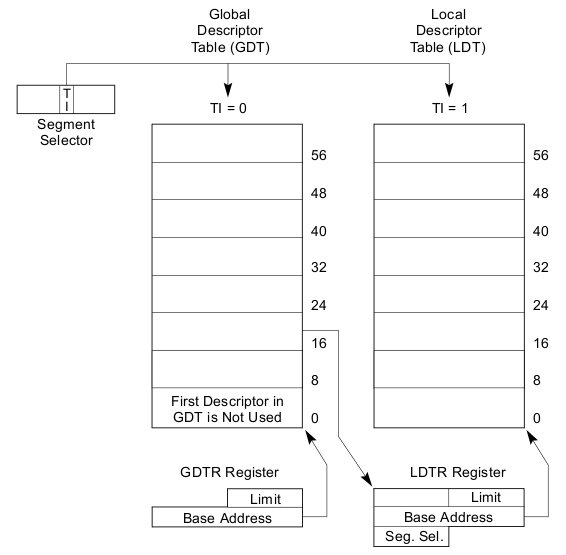 Global
Descriptor
Table (GDT)
Local
Descriptor
Table (LDT)
T
I
Segment
Selector
TI = 0
TI = 1
56
48
40
32
24
16
8
First Descriptor in
GDT is Not Used
0
56
48
40
32
24
16
8
0
GDTR Register
Limit
Base Address
LDTR Register
Limit
Base Address
Seg. Sel.